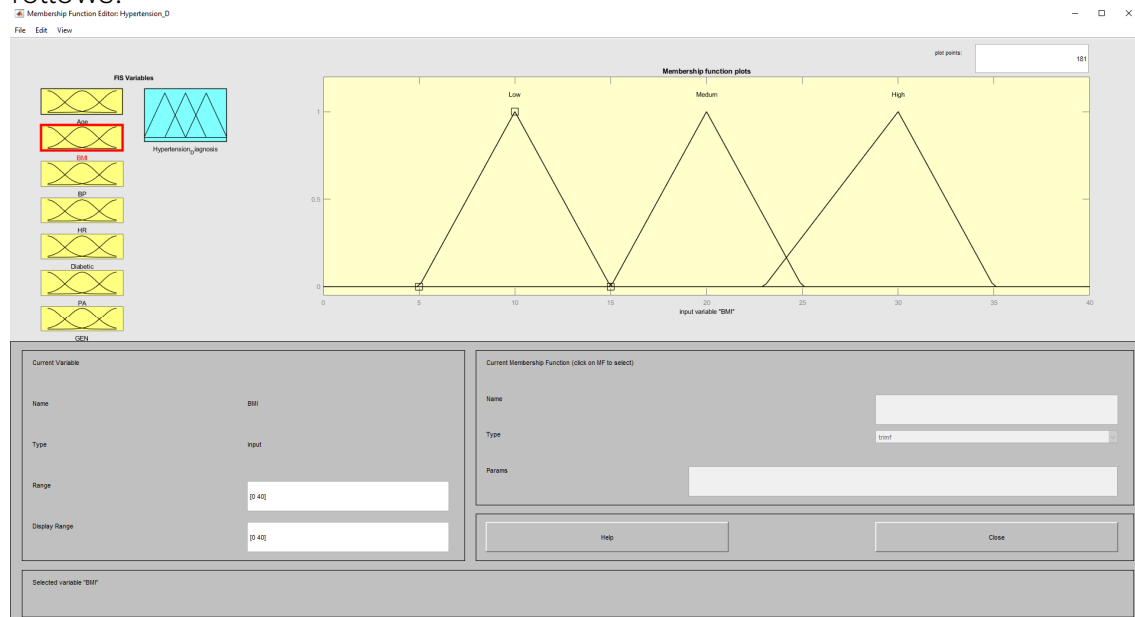 follows:
Membership Function Editor: Hypertension_D
File Edit View
plot points:
181
FIS Variables
Age
BMI
BP
HR
Diabetic
PA
GEN
Hypertension_Diagnosis
Membership function plots
Low Medum High
1
0.5
0
0 5 10 15 20 25 30 35 40
input variable "BMI"
Current Variable
Name BMI
Type input
Range [0 40]
Display Range [0 40]
Current Membership Function (click on MF to select)
Name
Type trimf
Params
Help Close
Selected variable "BMI"